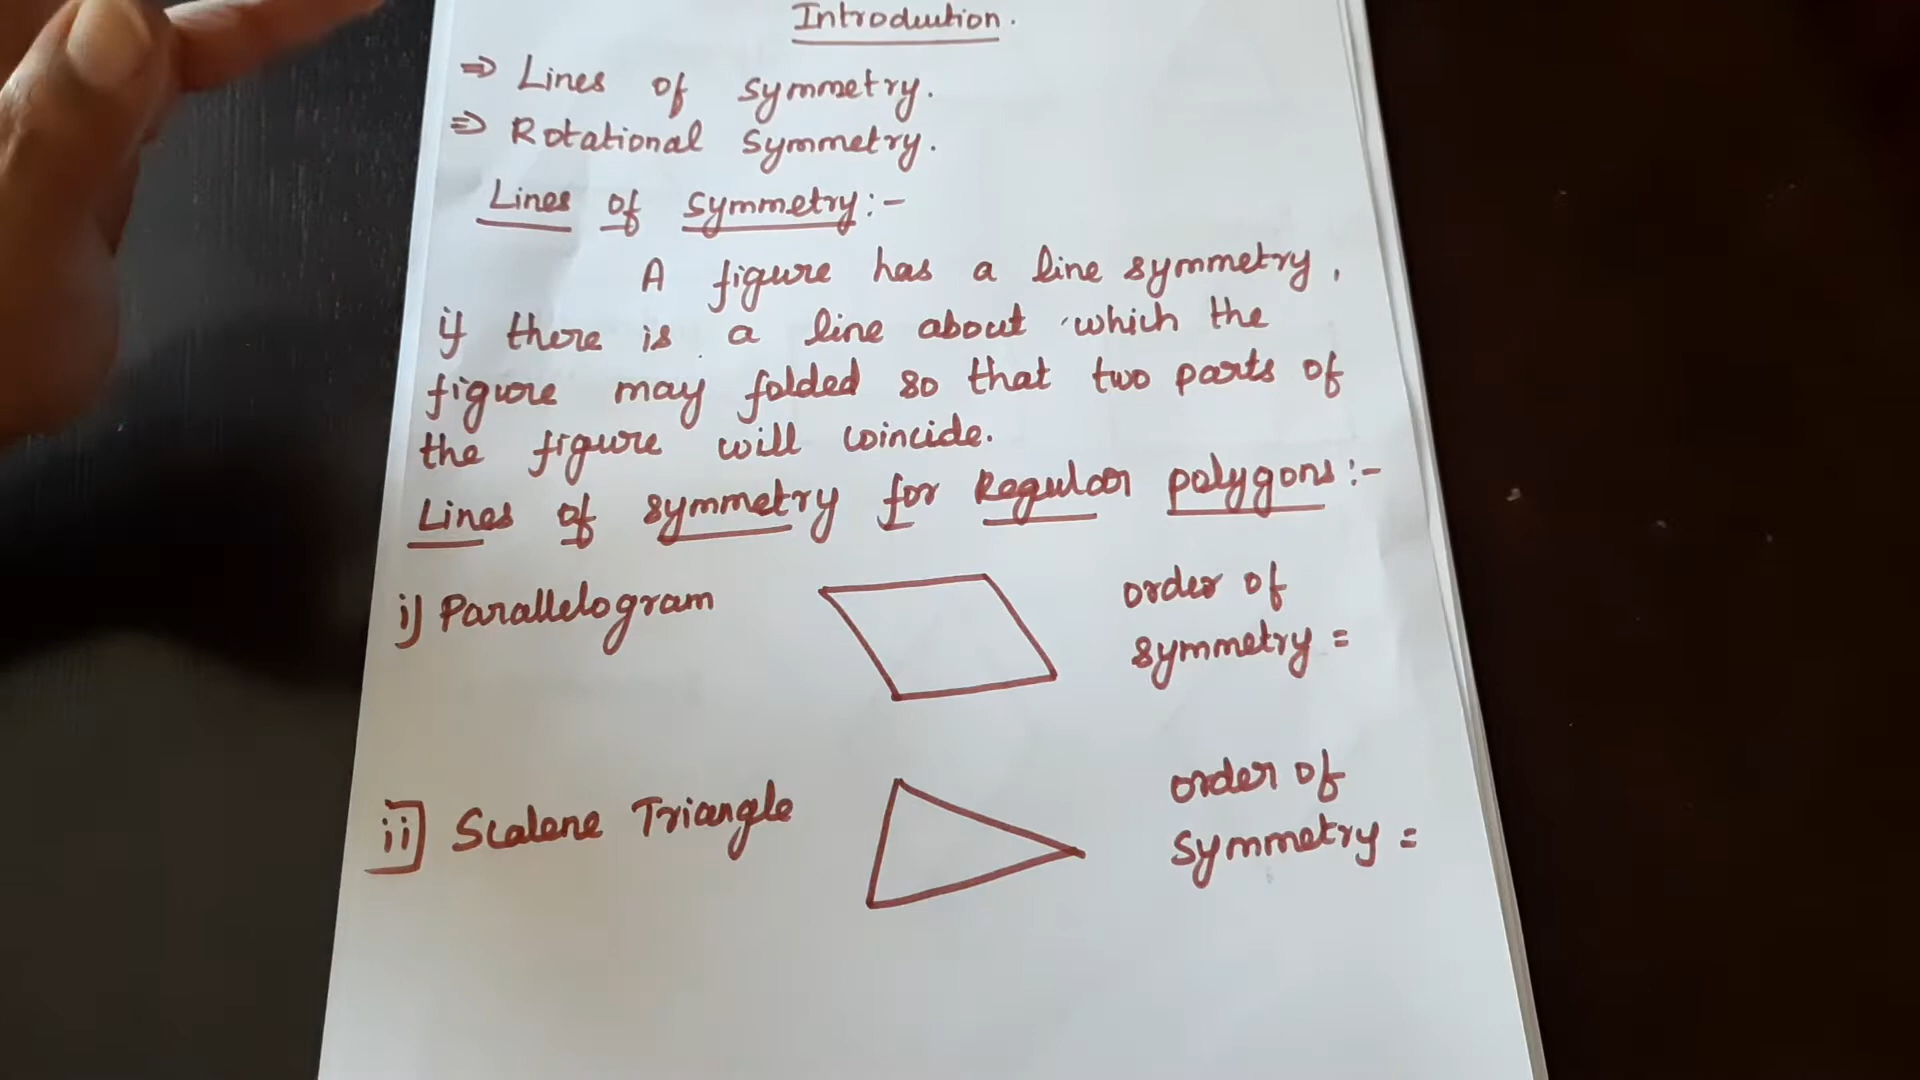 Introduction.
⇒ Lines of symmetry.
⇒ Rotational Symmetry.
Lines of Symmetry:-
A figure has a line symmetry,
if there is a line about which the
figure may folded so that two parts of
the figure will coincide.
Lines of symmetry for Regular polygons:-
i) Parallelogram
order of
symmetry =
ii) Scalene Triangle
order of
Symmetry =